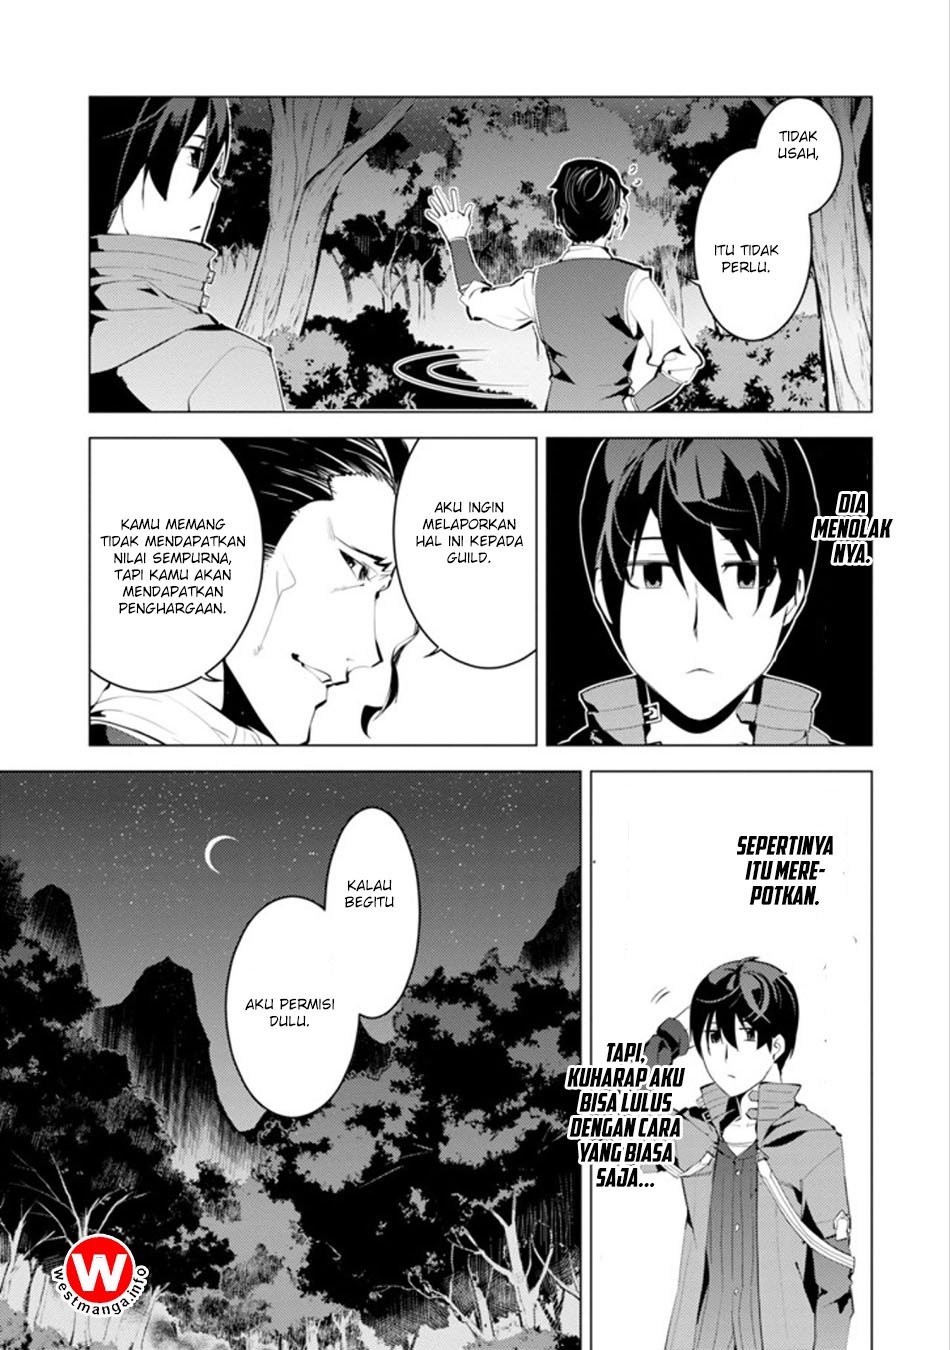 TIDAK
USAH,
ITU TIDAK
PERLU.
DIA
MENOLAK
NYA.
AKU INGIN
MELAPORKAN
HAL INI KEPADA
GUILD.
KAMU MEMANG
TIDAK MENDAPATKAN
NILAI SEMPURNA,
TAPI KAMU AKAN
MENDAPATKAN
PENGHARGAAN.
SEPERTINYA
ITU MERE-
POTKAN.
TAPI,
KUHARAP AKU
BISA LULUS
DENGAN CARA
YANG BIASA
SAJA...
KALAU
BEGITU
AKU PERMISI
DULU.
W
westmanga.info